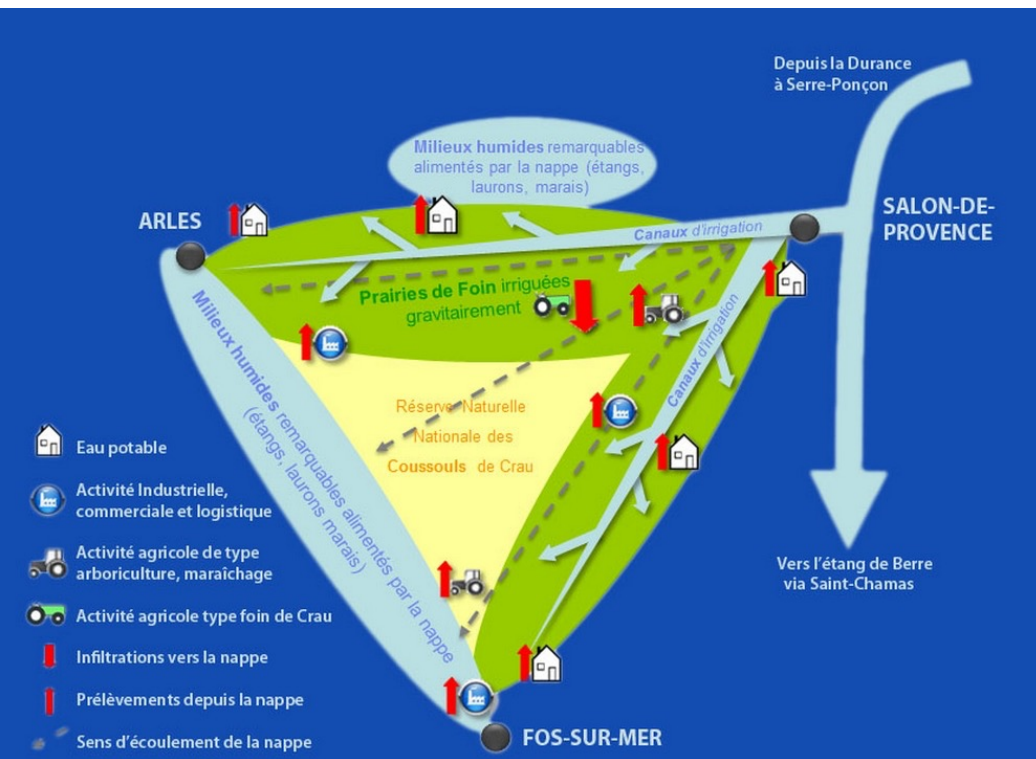 Depuis la Durance
à Serre-Ponçon
Milieux humides remarquables
alimentés par la nappe (étangs,
laurons, marais)
ARLES
SALON-DE-
PROVENCE
Canaux d'irrigation
Prairies de Foin irriguées
gravitairement
Canaux d'irrigation
Milieux humides remarquables alimentés par la nappe
(étangs, laurons marais)
Réserve Naturelle
Nationale des
Coussouls de Crau
Eau potable
Activité Industrielle,
commerciale et logistique
Activité agricole de type
arboriculture, maraîchage
Activité agricole type foin de Crau
Infiltrations vers la nappe
Prélèvements depuis la nappe
Sens d'écoulement de la nappe
Vers l'étang de Berre
via Saint-Chamas
FOS-SUR-MER